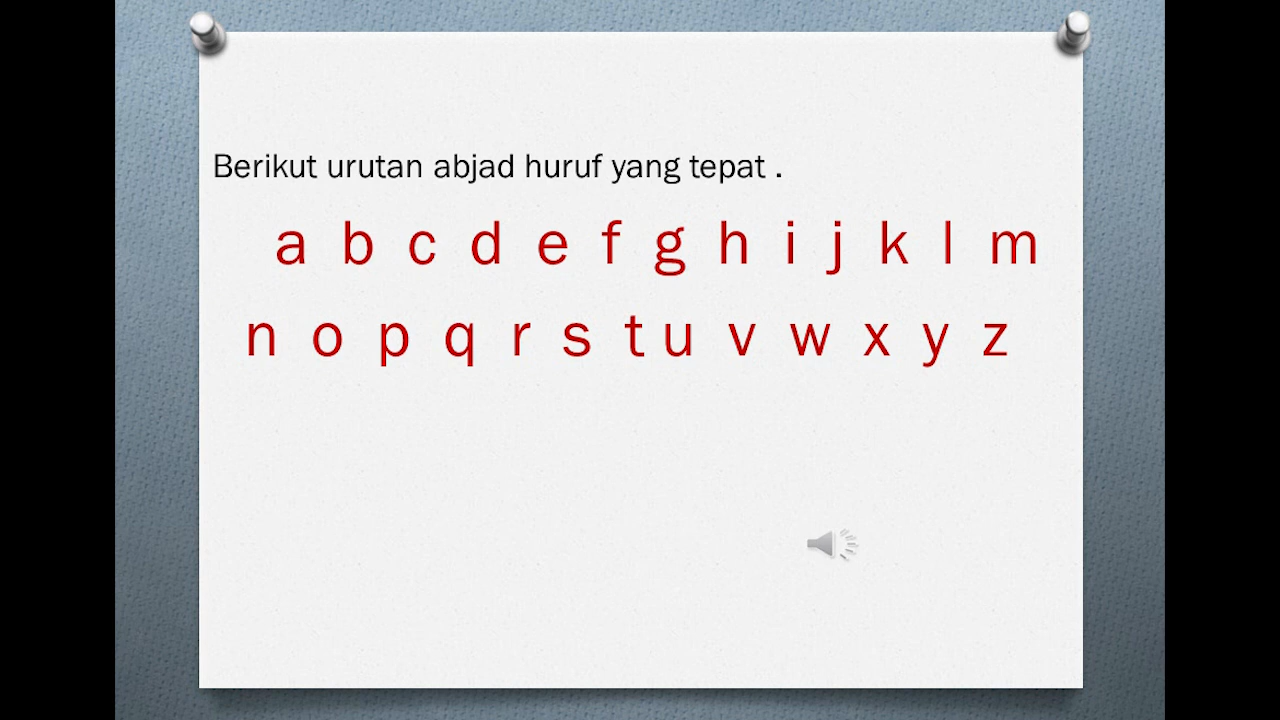 Berikut urutan abjad huruf yang tepat .
a b c d e f g h i j k l m
n o p q r s t u v w x y z